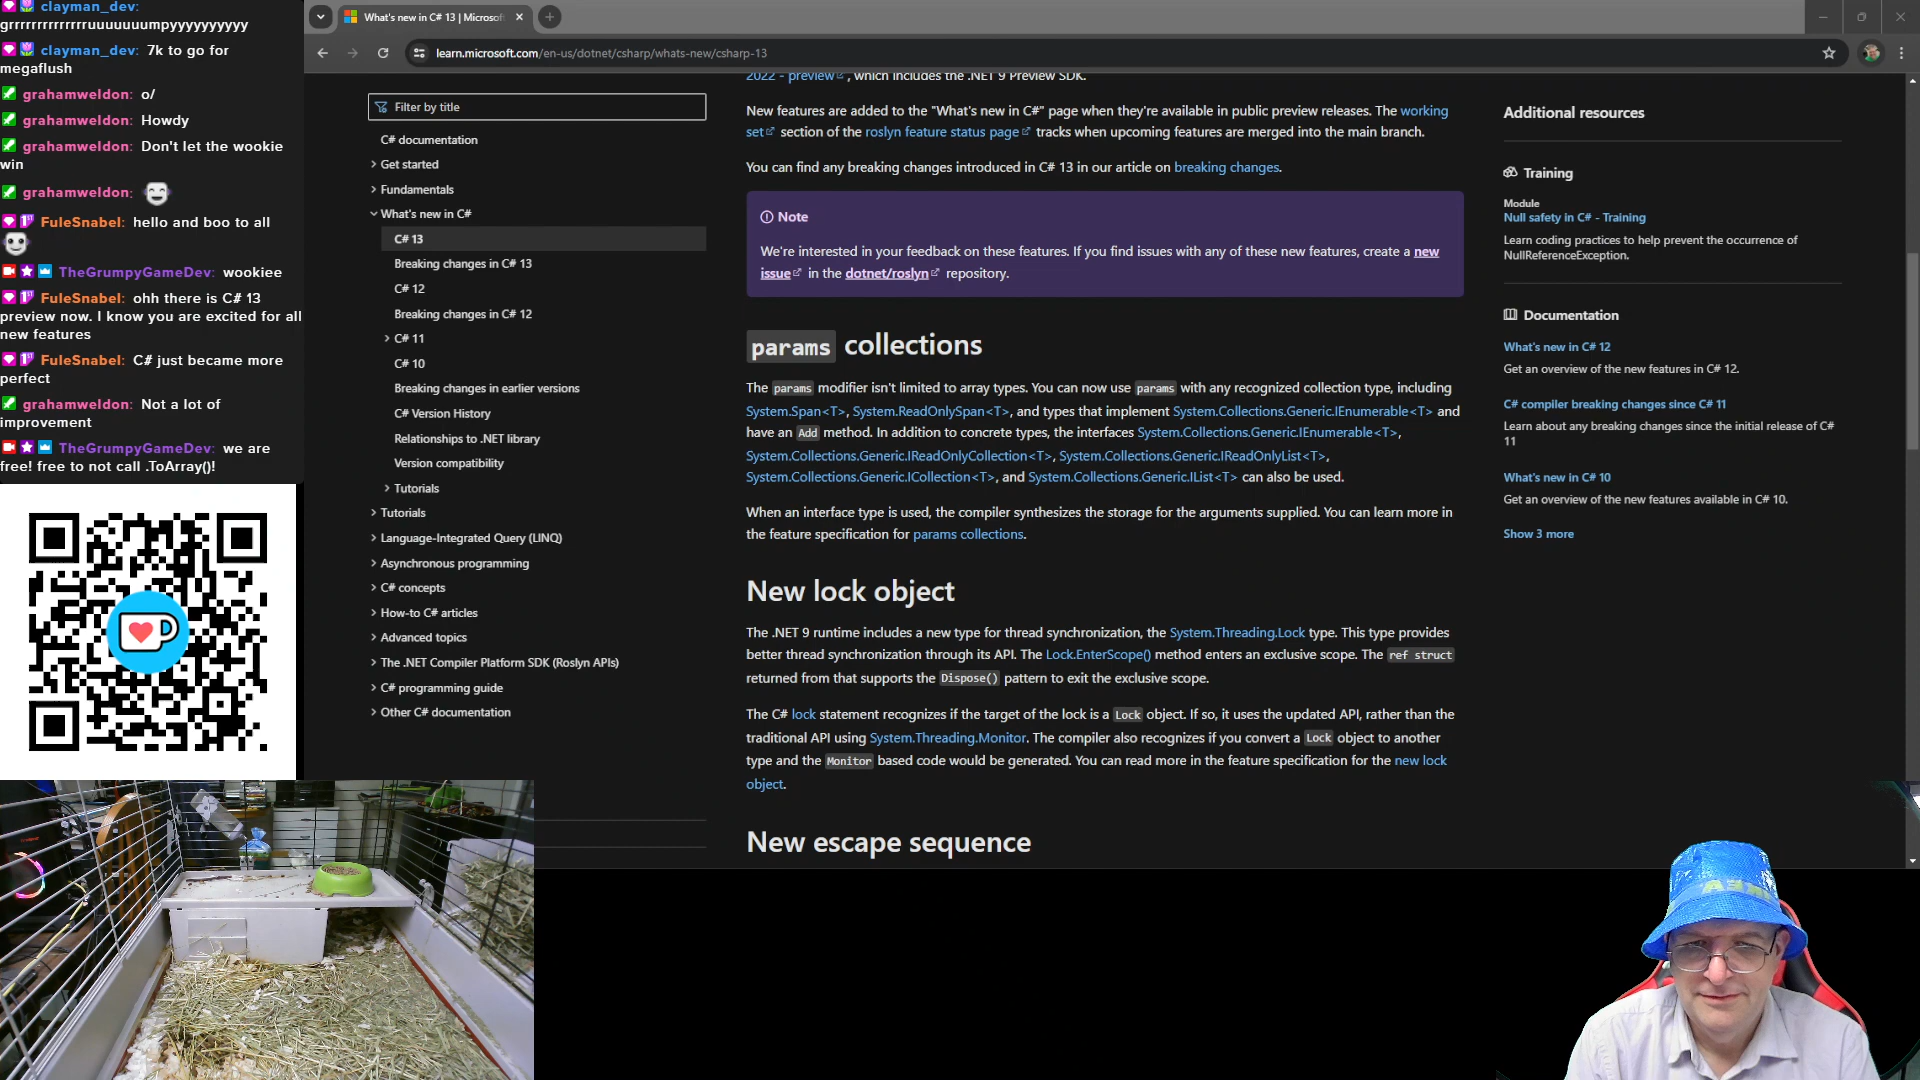 clayman_dev:
grrrrrrrrrrrrruuuuuuumpyyyyyyyyyy
clayman_dev: 7k to go for
megaflush
grahamweldon: o/
grahamweldon: Howdy
grahamweldon: Don't let the wookie
win
grahamweldon:
FuleSnabel: hello and boo to all
TheGrumpyGameDev: wookiee
FuleSnabel: ohh there is C# 13
preview now. I know you are excited for all
new features
FuleSnabel: C# just became more
perfect
grahamweldon: Not a lot of
improvement
TheGrumpyGameDev: we are
free! free to not call .ToArray()!
What's new in C# 13 | Microsof
learn.microsoft.com/en-us/dotnet/csharp/whats-new/csharp-13
Filter by title
C# documentation
Get started
Fundamentals
What's new in C#
C# 13
Breaking changes in C# 13
C# 12
Breaking changes in C# 12
C# 11
C# 10
Breaking changes in earlier versions
C# Version History
Relationships to .NET library
Version compatibility
Tutorials
Tutorials
Language-Integrated Query (LINQ)
Asynchronous programming
C# concepts
How-to C# articles
Advanced topics
The .NET Compiler Platform SDK (Roslyn APIs)
C# programming guide
Other C# documentation
2022 - preview, which includes the .NET 9 Preview SDK.
New features are added to the "What's new in C#" page when they're available in public preview releases. The working
set section of the roslyn feature status page tracks when upcoming features are merged into the main branch.
You can find any breaking changes introduced in C# 13 in our article on breaking changes.
Note
We're interested in your feedback on these features. If you find issues with any of these new features, create a new
issue in the dotnet/roslyn repository.
params collections
The params modifier isn't limited to array types. You can now use params with any recognized collection type, including
System.Span<T>, System.ReadOnlySpan<T>, and types that implement System.Collections.Generic.IEnumerable<T> and
have an Add method. In addition to concrete types, the interfaces System.Collections.Generic.IEnumerable<T>,
System.Collections.Generic.IReadOnlyCollection<T>, System.Collections.Generic.IReadOnlyList<T>,
System.Collections.Generic.ICollection<T>, and System.Collections.Generic.IList<T> can also be used.
When an interface type is used, the compiler synthesizes the storage for the arguments supplied. You can learn more in
the feature specification for params collections.
New lock object
The .NET 9 runtime includes a new type for thread synchronization, the System.Threading.Lock type. This type provides
better thread synchronization through its API. The Lock.EnterScope() method enters an exclusive scope. The ref struct
returned from that supports the Dispose() pattern to exit the exclusive scope.
The C# lock statement recognizes if the target of the lock is a Lock object. If so, it uses the updated API, rather than the
traditional API using System.Threading.Monitor. The compiler also recognizes if you convert a Lock object to another
type and the Monitor based code would be generated. You can read more in the feature specification for the new lock
object.
New escape sequence
Additional resources
Training
Module
Null safety in C# - Training
Learn coding practices to help prevent the occurrence of
NullReferenceException.
Documentation
What's new in C# 12
Get an overview of the new features in C# 12.
C# compiler breaking changes since C# 11
Learn about any breaking changes since the initial release of C#
11
What's new in C# 10
Get an overview of the new features available in C# 10.
Show 3 more